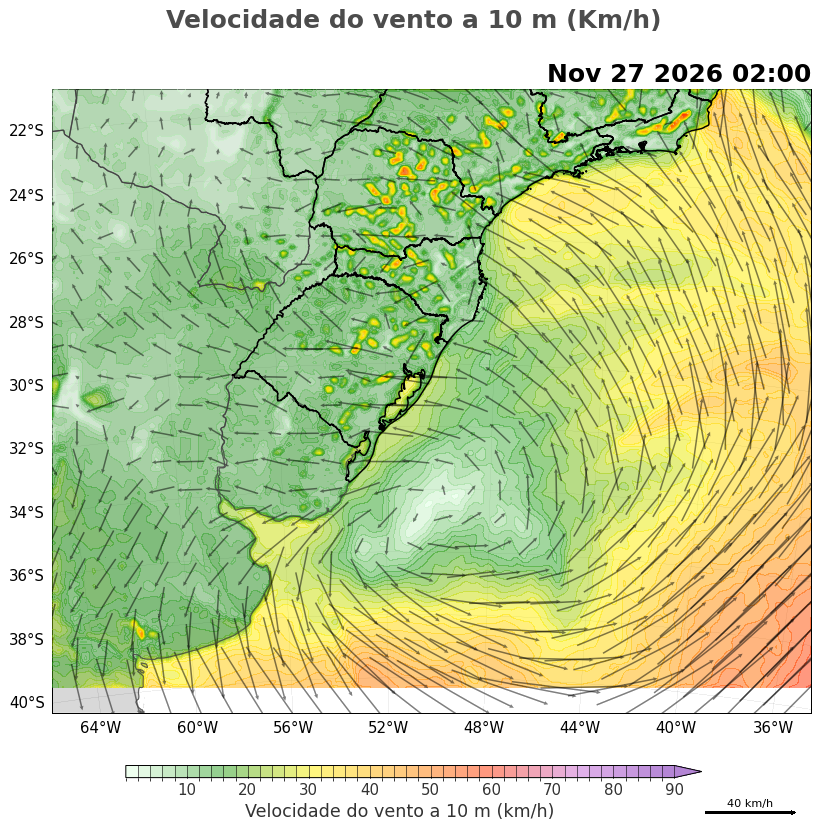 Velocidade do vento a 10 m (Km/h)
Nov 27 2026 02:00
22°S
24°S
26°S
28°S
30°S
32°S
34°S
36°S
38°S
40°S
64°W 60°W 56°W 52°W 48°W 44°W 40°W 36°W
10 20 30 40 50 60 70 80 90
Velocidade do vento a 10 m (km/h)
40 km/h